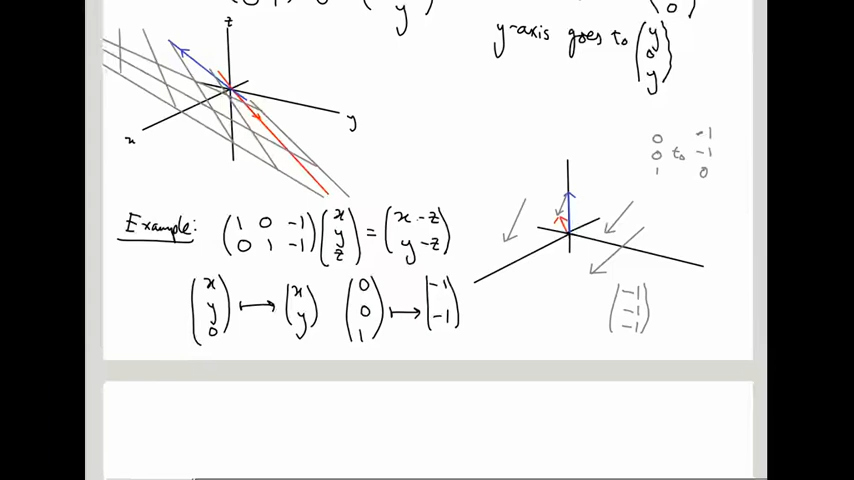 y
0
y-axis goes to (y 0 y)
z
y
x
0 0 1 to -1 -1 0
Example: (1 0 -1 / 0 1 -1) (x y z) = (x-z / y-z)
(x y 0) ↦ (x y) (0 0 1) ↦ (-1 -1)
(-1 -1 -1)